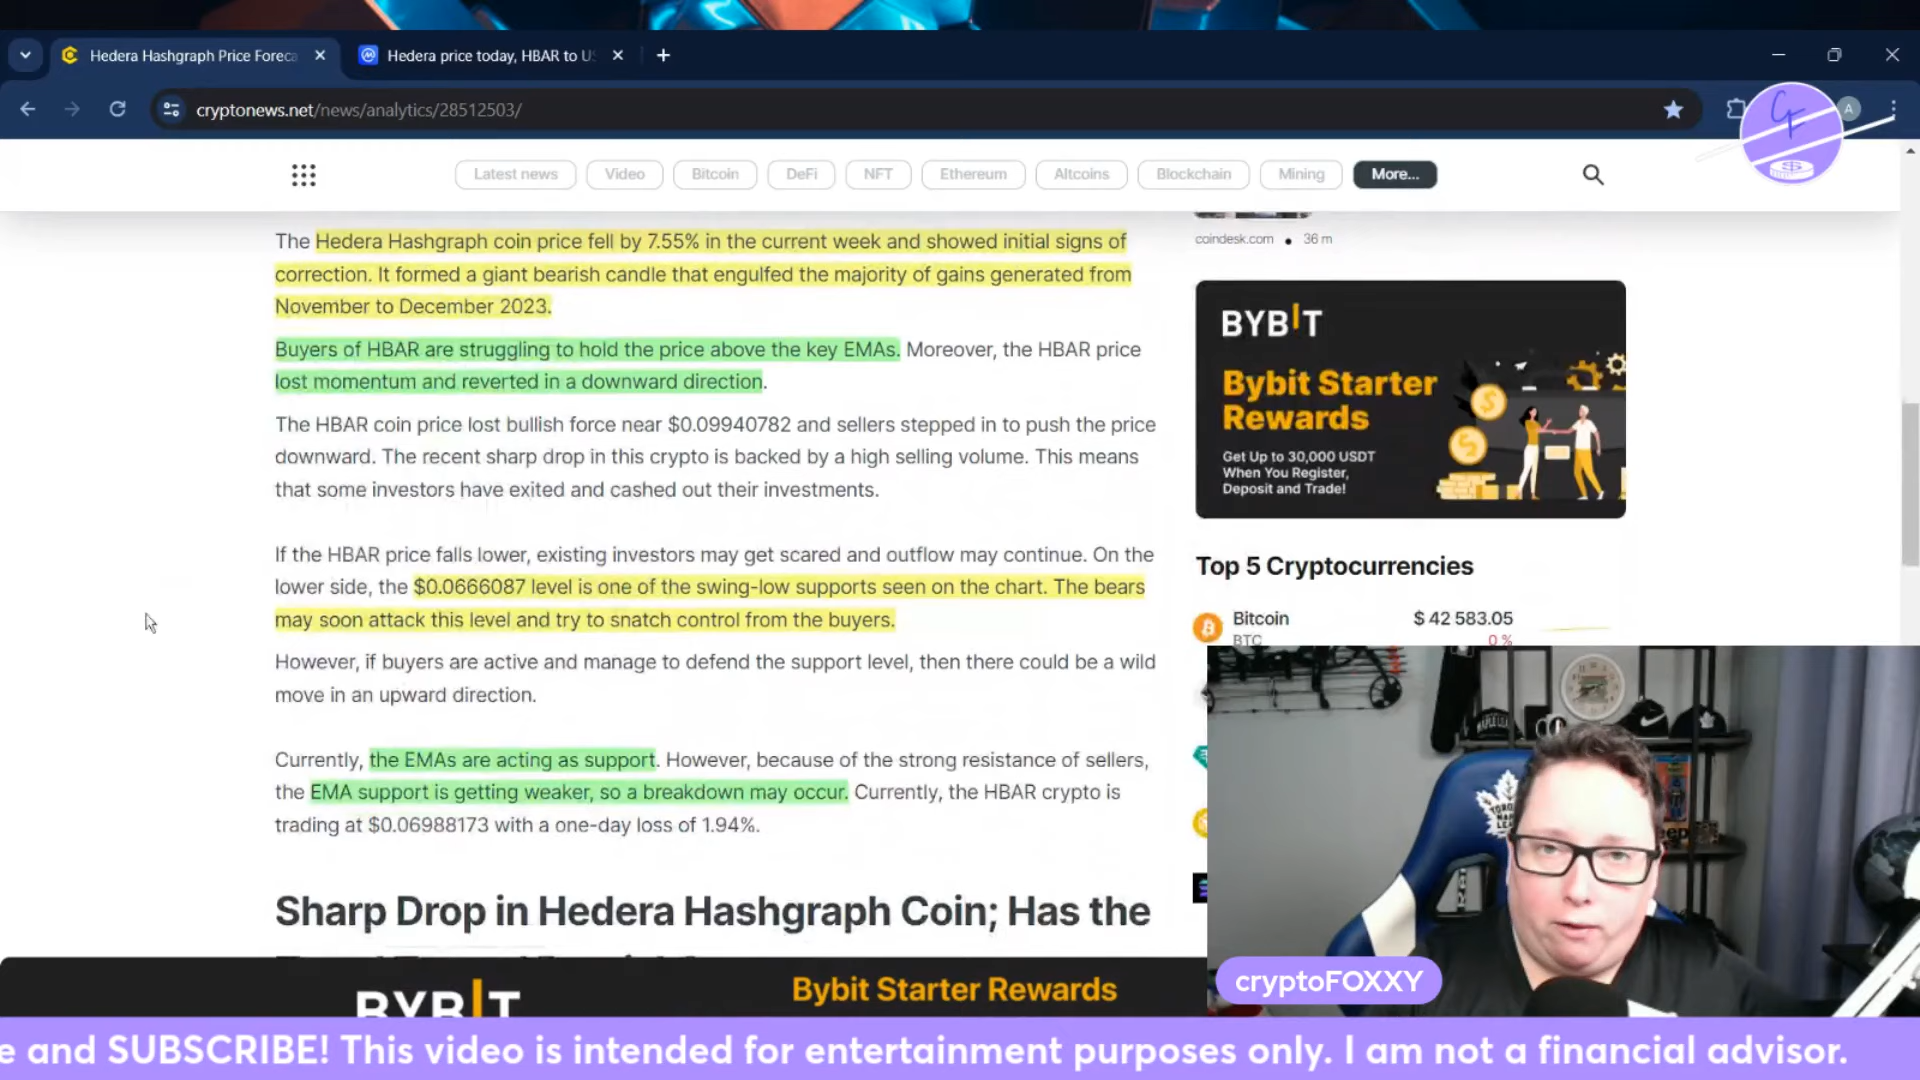 Hedera Hashgraph Price Foreca
Hedera price today, HBAR to U
cryptonews.net/news/analytics/28512503/
A
CF
Latest news
Video
Bitcoin
DeFi
NFT
Ethereum
Altcoins
Blockchain
Mining
More...
The Hedera Hashgraph coin price fell by 7.55% in the current week and showed initial signs of
correction. It formed a giant bearish candle that engulfed the majority of gains generated from
November to December 2023.
Buyers of HBAR are struggling to hold the price above the key EMAs. Moreover, the HBAR price
lost momentum and reverted in a downward direction.
The HBAR coin price lost bullish force near $0.09940782 and sellers stepped in to push the price
downward. The recent sharp drop in this crypto is backed by a high selling volume. This means
that some investors have exited and cashed out their investments.
If the HBAR price falls lower, existing investors may get scared and outflow may continue. On the
lower side, the $0.0666087 level is one of the swing-low supports seen on the chart. The bears
may soon attack this level and try to snatch control from the buyers.
However, if buyers are active and manage to defend the support level, then there could be a wild
move in an upward direction.
Currently, the EMAs are acting as support. However, because of the strong resistance of sellers,
the EMA support is getting weaker, so a breakdown may occur. Currently, the HBAR crypto is
trading at $0.06988173 with a one-day loss of 1.94%.
Sharp Drop in Hedera Hashgraph Coin; Has the
coindesk.com • 36 m
BYBIT
Bybit Starter
Rewards
Get Up to 30,000 USDT
When You Register,
Deposit and Trade!
Top 5 Cryptocurrencies
Bitcoin
$ 42 583.05
BTC
0 %
BYBIT
Bybit Starter Rewards
cryptoFOXXY
e and SUBSCRIBE! This video is intended for entertainment purposes only. I am not a financial advisor.